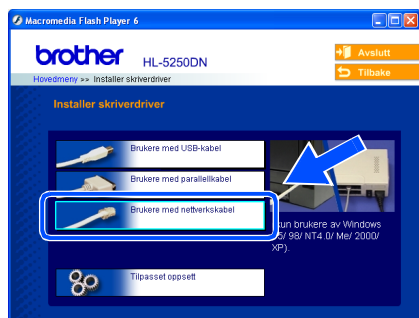 Macromedia Flash Player 6
brother HL-5250DN
Avslutt
Tilbake
Hovedmeny >> Installer skriverdriver
Installer skriverdriver
Brukere med USB-kabel
Brukere med parallellkabel
Brukere med nettverkskabel
kun brukere av Windows
95/ 98/ NT4.0/ Me/ 2000/
XP).
Tilpasset oppsett